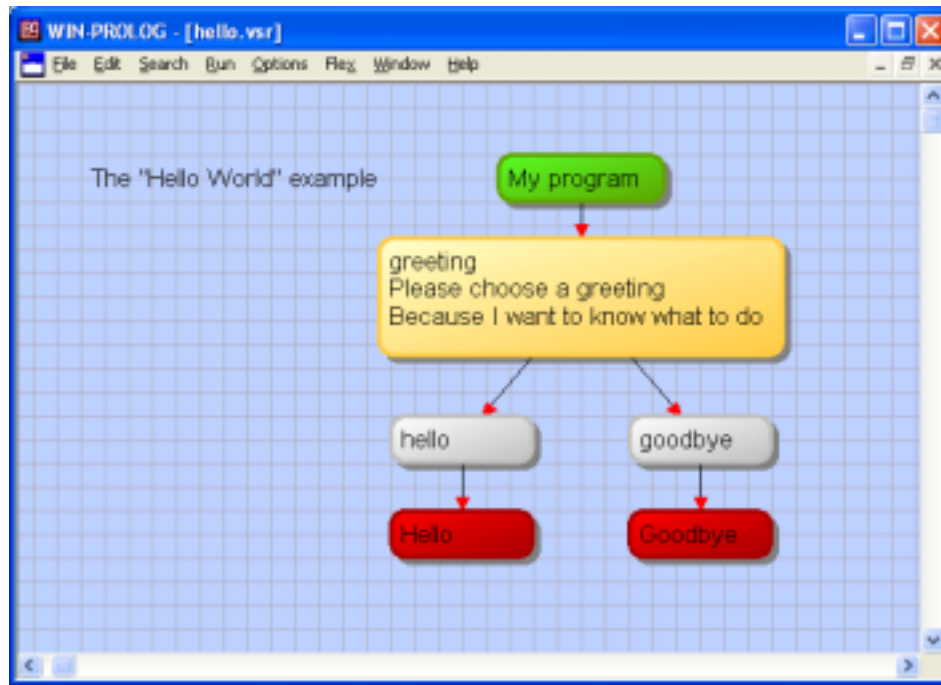 WIN-PROLOG - [hello.vsr]
File Edit Search Run Options Flex Window Help
The "Hello World" example
My program
greeting
Please choose a greeting
Because I want to know what to do
hello
goodbye
Hello
Goodbye